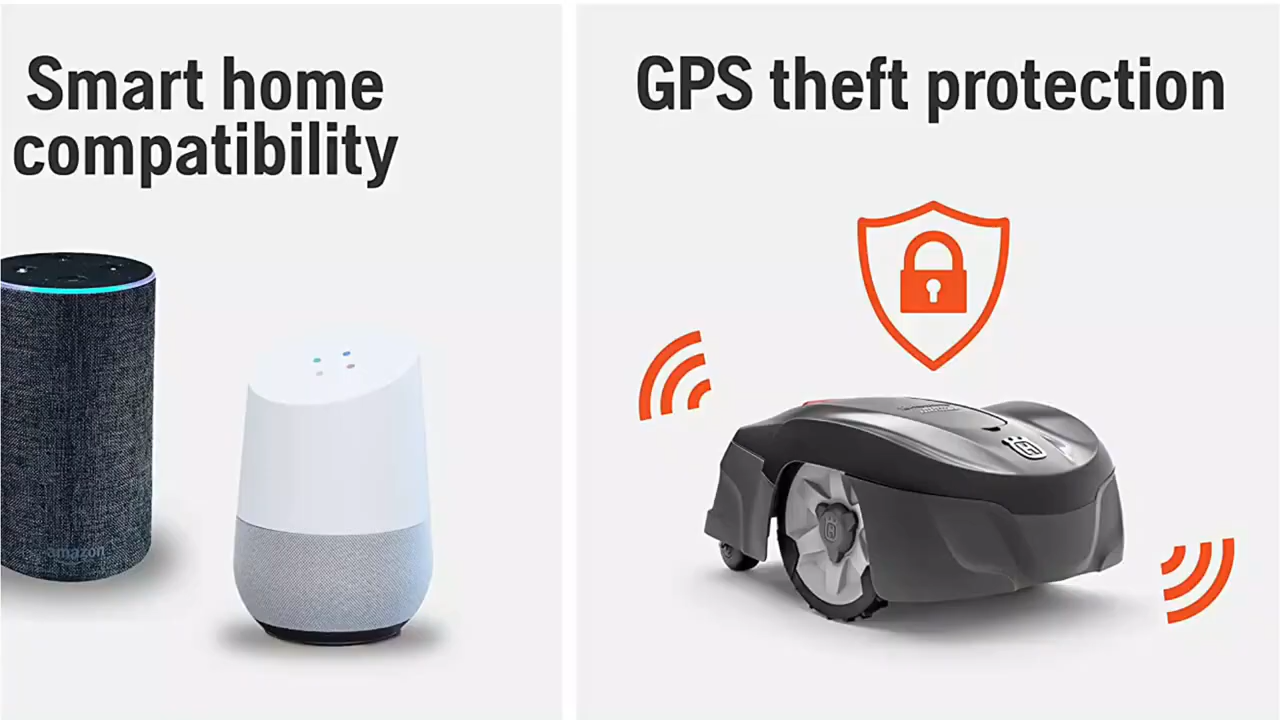 Smart home
compatibility
GPS theft protection
amazon